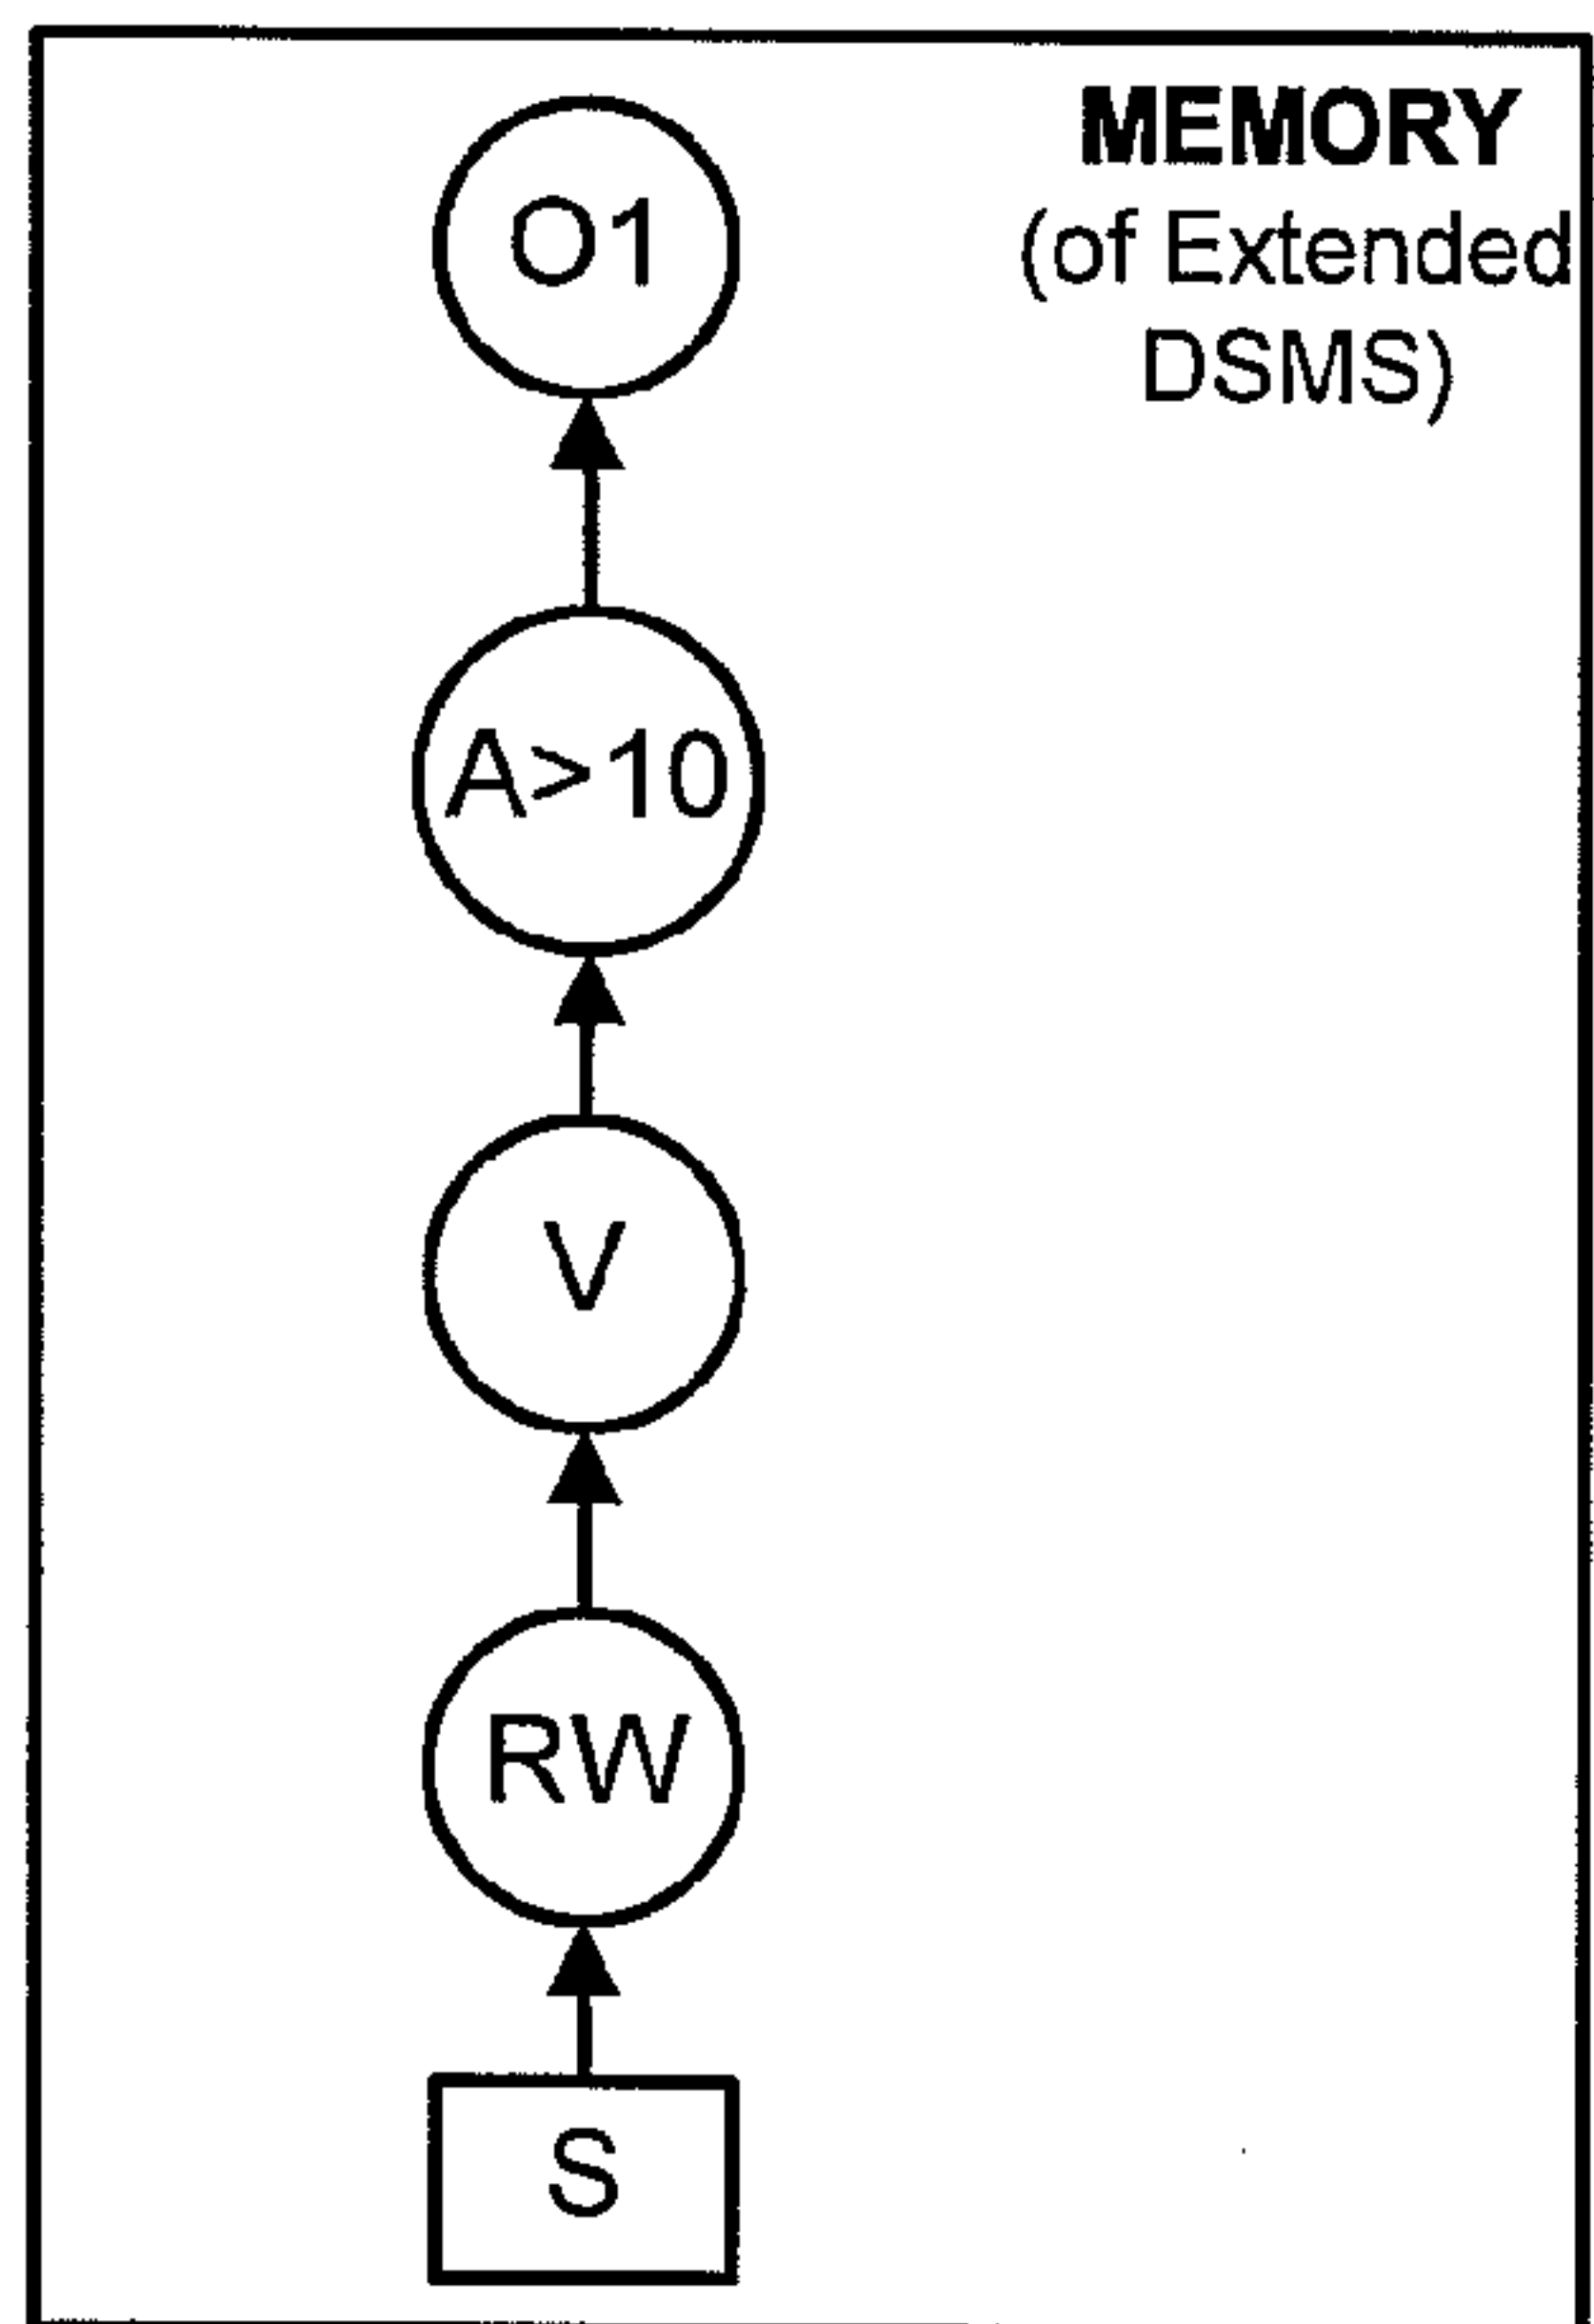 MEMORY
(of Extended
DSMS)
O1
A>10
V
RW
S